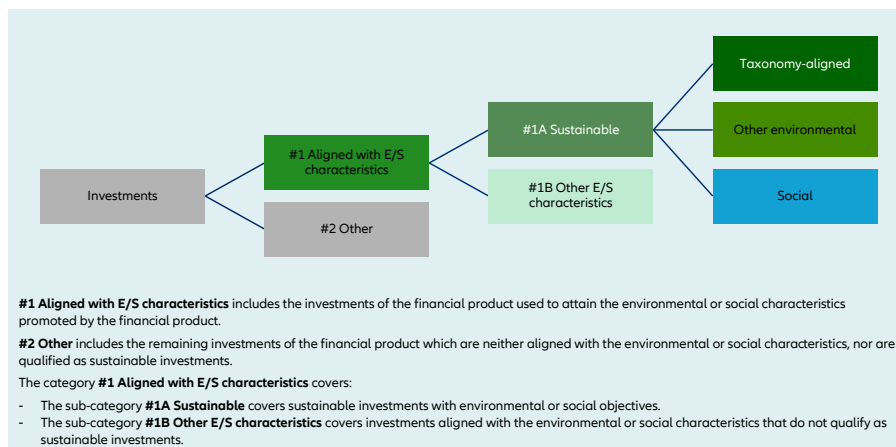 Taxonomy-aligned
#1A Sustainable
Other environmental
#1 Aligned with E/S
characteristics
Investments
#1B Other E/S
characteristics
Social
#2 Other
#1 Aligned with E/S characteristics includes the investments of the financial product used to attain the environmental or social characteristics
promoted by the financial product.
#2 Other includes the remaining investments of the financial product which are neither aligned with the environmental or social characteristics, nor are
qualified as sustainable investments.
The category #1 Aligned with E/S characteristics covers:
- The sub-category #1A Sustainable covers sustainable investments with environmental or social objectives.
- The sub-category #1B Other E/S characteristics covers investments aligned with the environmental or social characteristics that do not qualify as
sustainable investments.